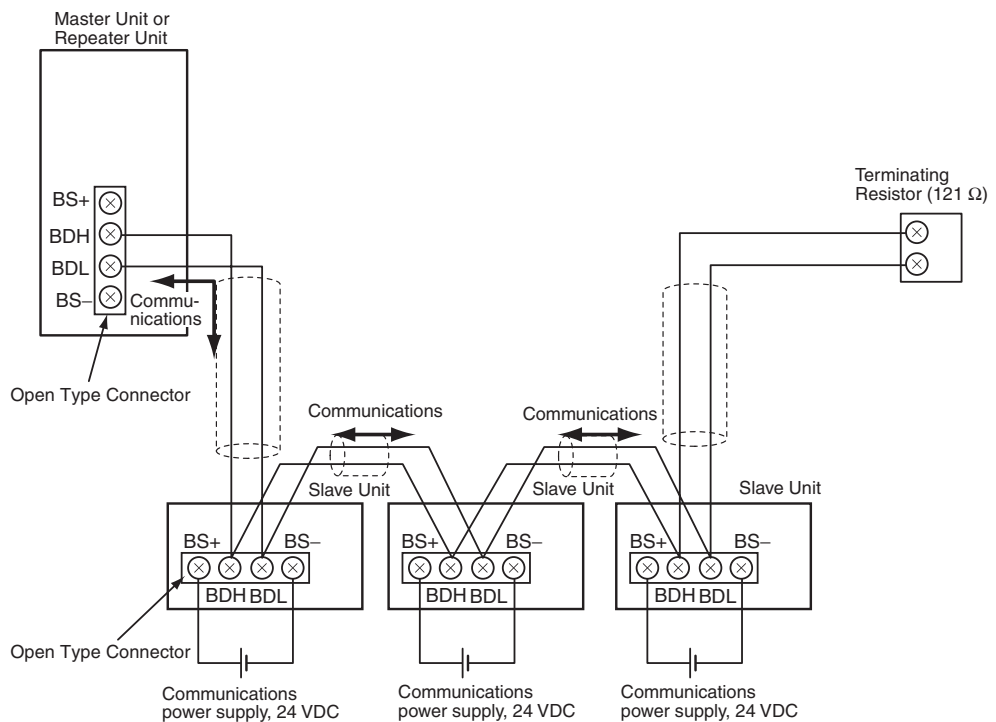 Master Unit or
Repeater Unit
BS+
BDH
BDL
BS–
Commu-
nications
Open Type Connector
Terminating
Resistor (121 Ω)
Communications
Communications
Slave Unit
Slave Unit
Slave Unit
BS+
BS–
BDH BDL
BS+
BS–
BDH BDL
BS+
BS–
BDH BDL
Open Type Connector
Communications
power supply, 24 VDC
Communications
power supply, 24 VDC
Communications
power supply, 24 VDC